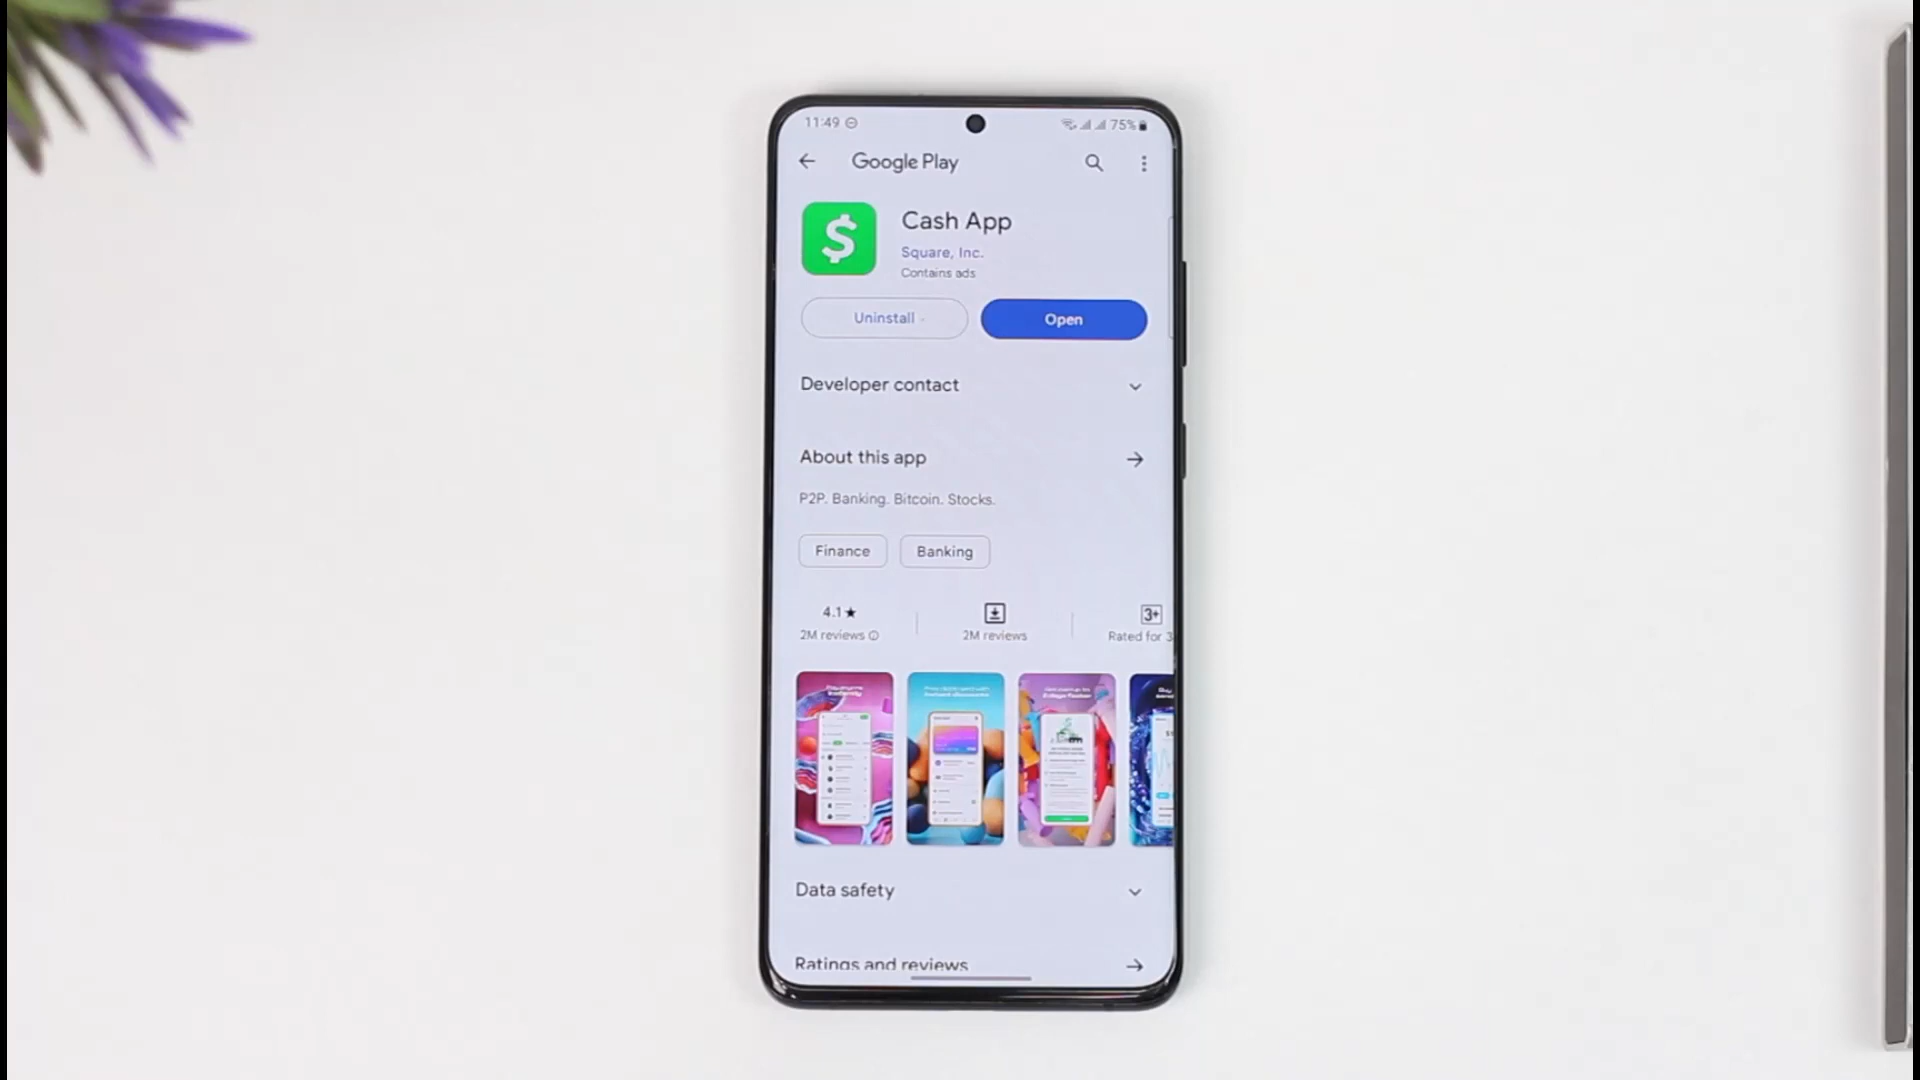 11:49
75%
Google Play
$
Cash App
Square, Inc.
Contains ads
Uninstall
Open
Developer contact
About this app
P2P. Banking. Bitcoin. Stocks.
Finance
Banking
4.1★
2M reviews
2M reviews
3+
Rated for 3
Data safety
Ratings and reviews